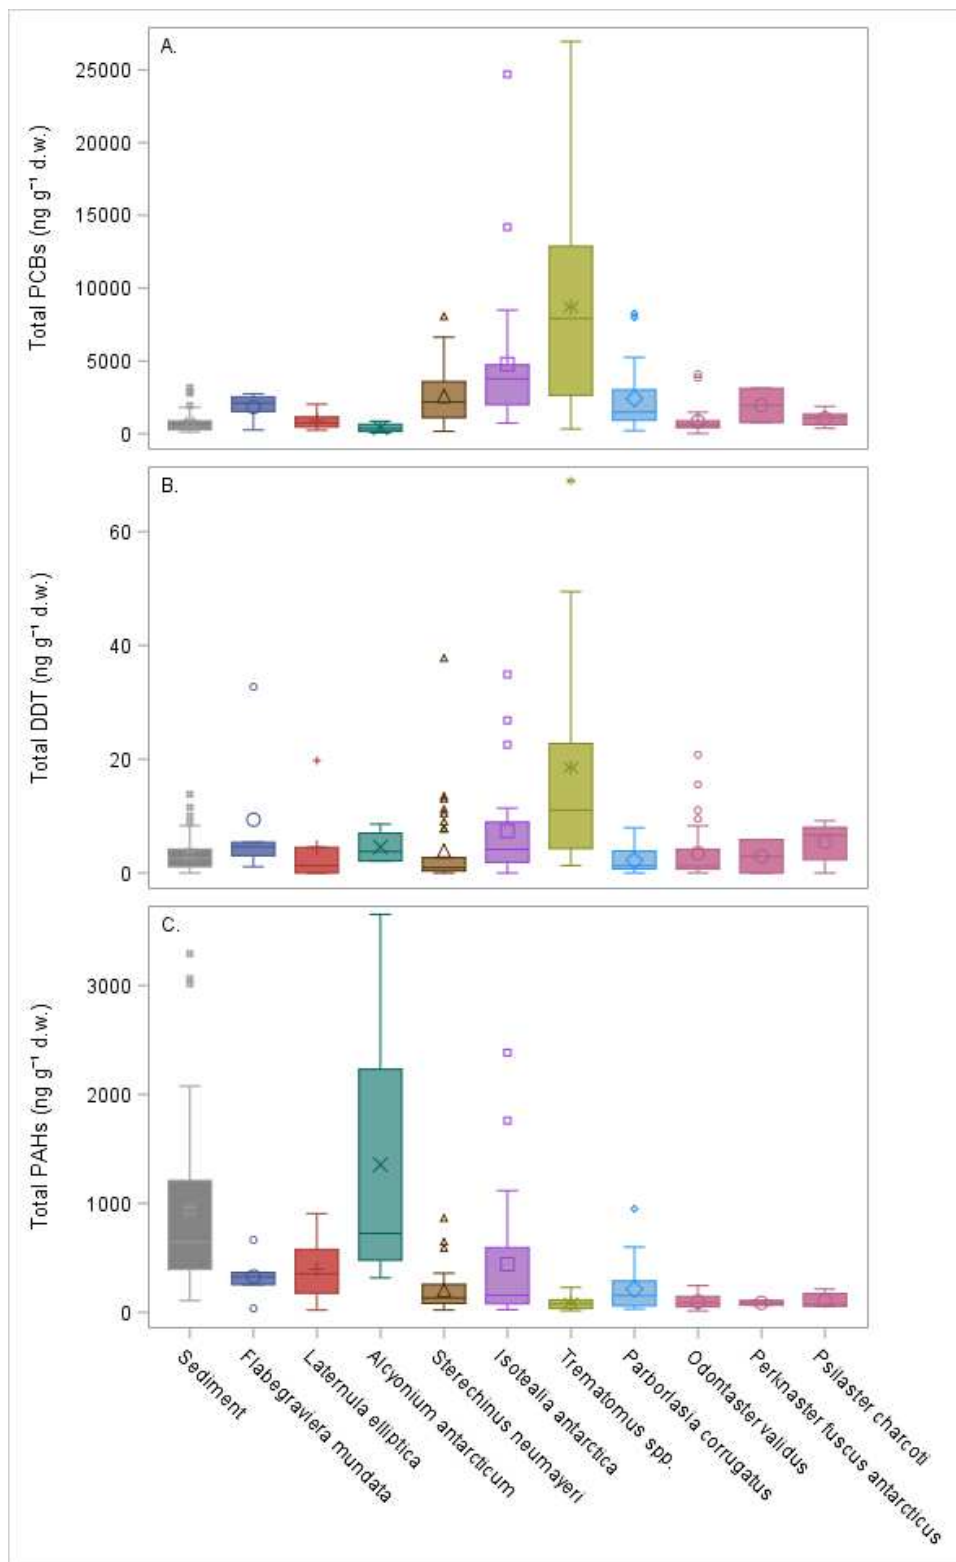 A.
Total PCBs (ng g⁻¹ d.w.)
25000
20000
15000
10000
5000
0
B.
Total DDT (ng g⁻¹ d.w.)
60
40
20
0
C.
Total PAHs (ng g⁻¹ d.w.)
3000
2000
1000
0
Sediment
Flabegraviera mundata
Laternula elliptica
Alcyonium antarcticum
Sterechinus neumayeri
Isotealia antarctica
Trematomus spp.
Parborlasia corrugatus
Odontaster validus
Perknaster fuscus antarcticus
Psilaster charcoti